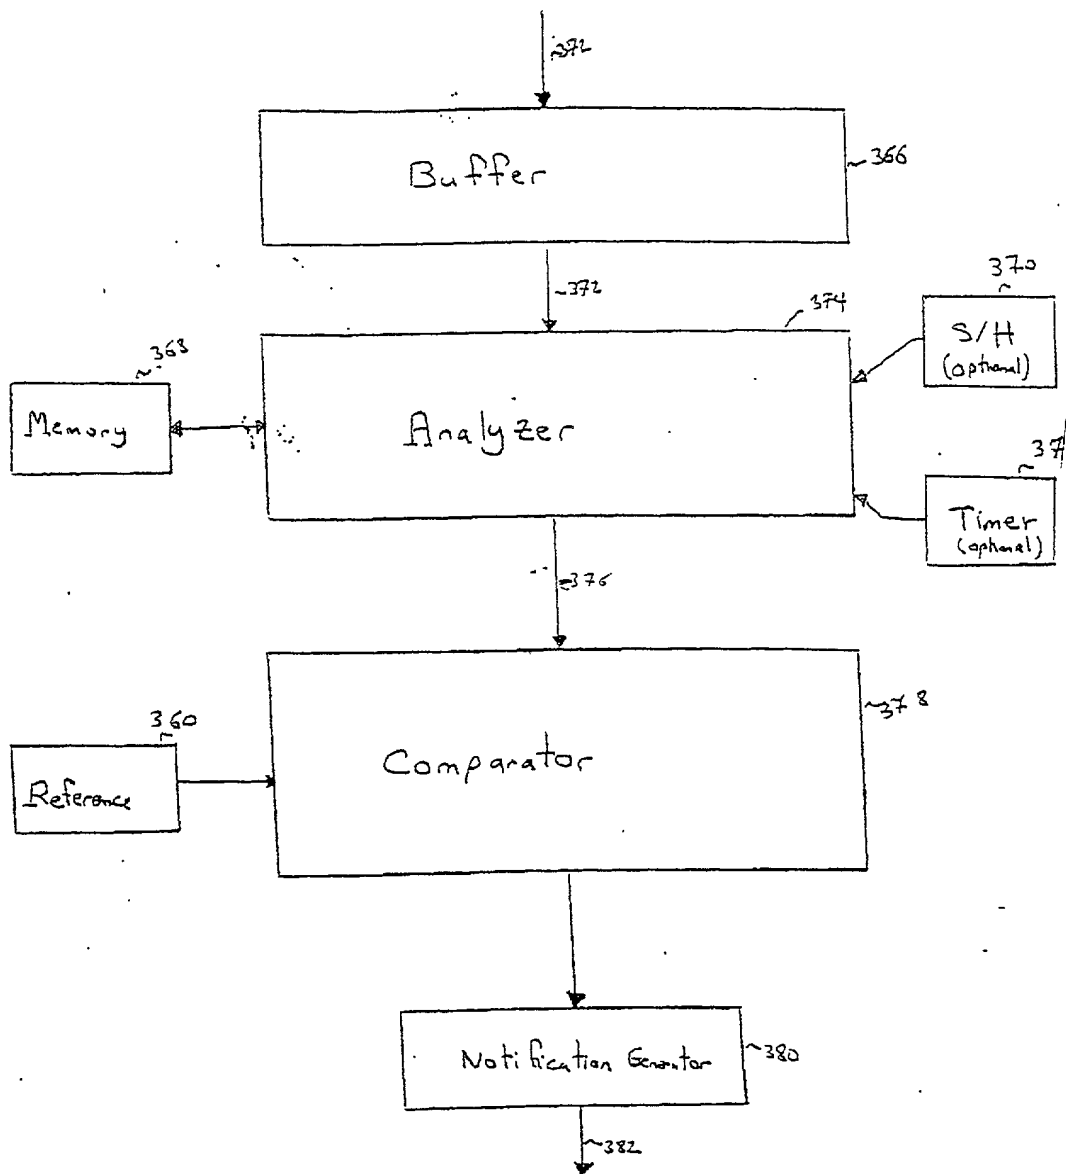 372
Buffer
366
372
374
370
S/H
(optional)
368
Memory
Analyzer
37
Timer
(optional)
376
360
Reference
Comparator
378
Notification Generator
380
382